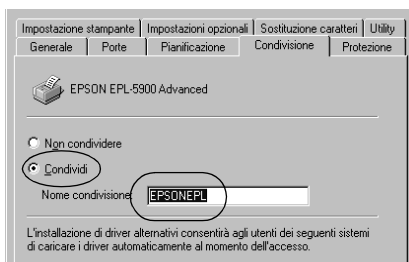 Impostazione stampante Impostazioni opzionali Sostituzione caratteri Utility
Generale Porte Pianificazione Condivisione Protezione
EPSON EPL-5900 Advanced
Non condividere
Condividi
Nome condivisione: EPSONEPL
L'installazione di driver alternativi consentirà agli utenti dei seguenti sistemi
di caricare i driver automaticamente al momento dell'accesso.